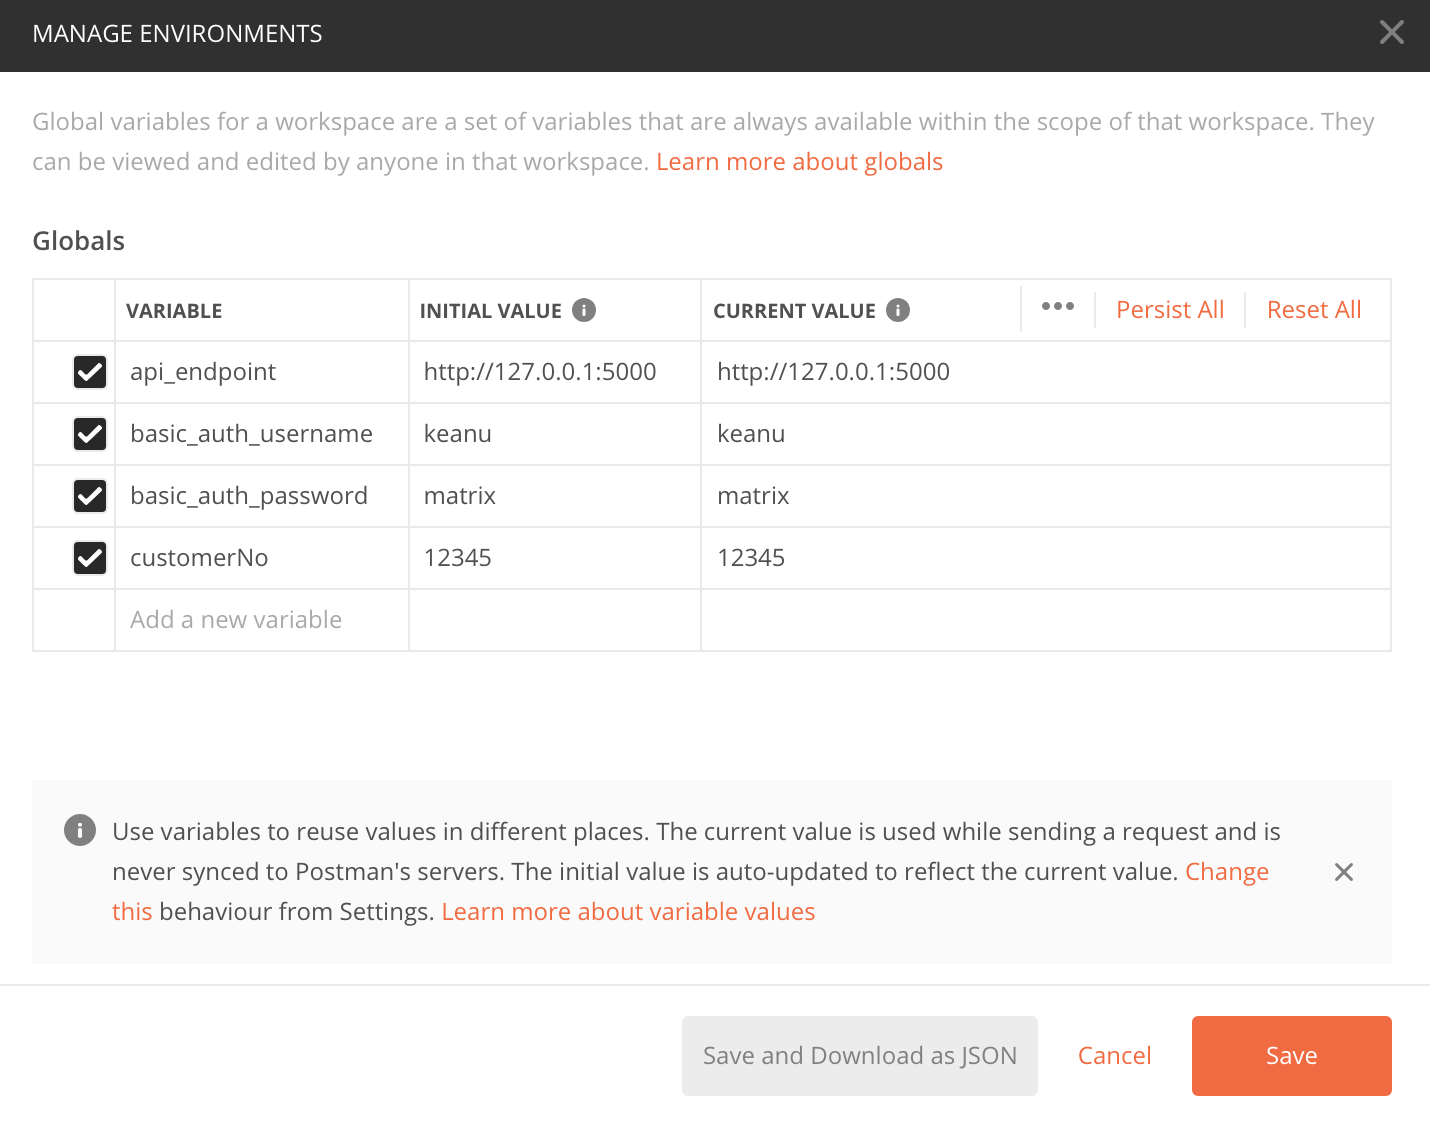 MANAGE ENVIRONMENTS
Global variables for a workspace are a set of variables that are always available within the scope of that workspace. They
can be viewed and edited by anyone in that workspace. Learn more about globals
Globals
VARIABLE INITIAL VALUE CURRENT VALUE ••• Persist All Reset All
api_endpoint http://127.0.0.1:5000 http://127.0.0.1:5000
basic_auth_username keanu keanu
basic_auth_password matrix matrix
customerNo 12345 12345
Add a new variable
Use variables to reuse values in different places. The current value is used while sending a request and is
never synced to Postman's servers. The initial value is auto-updated to reflect the current value. Change
this behaviour from Settings. Learn more about variable values
Save and Download as JSON Cancel Save